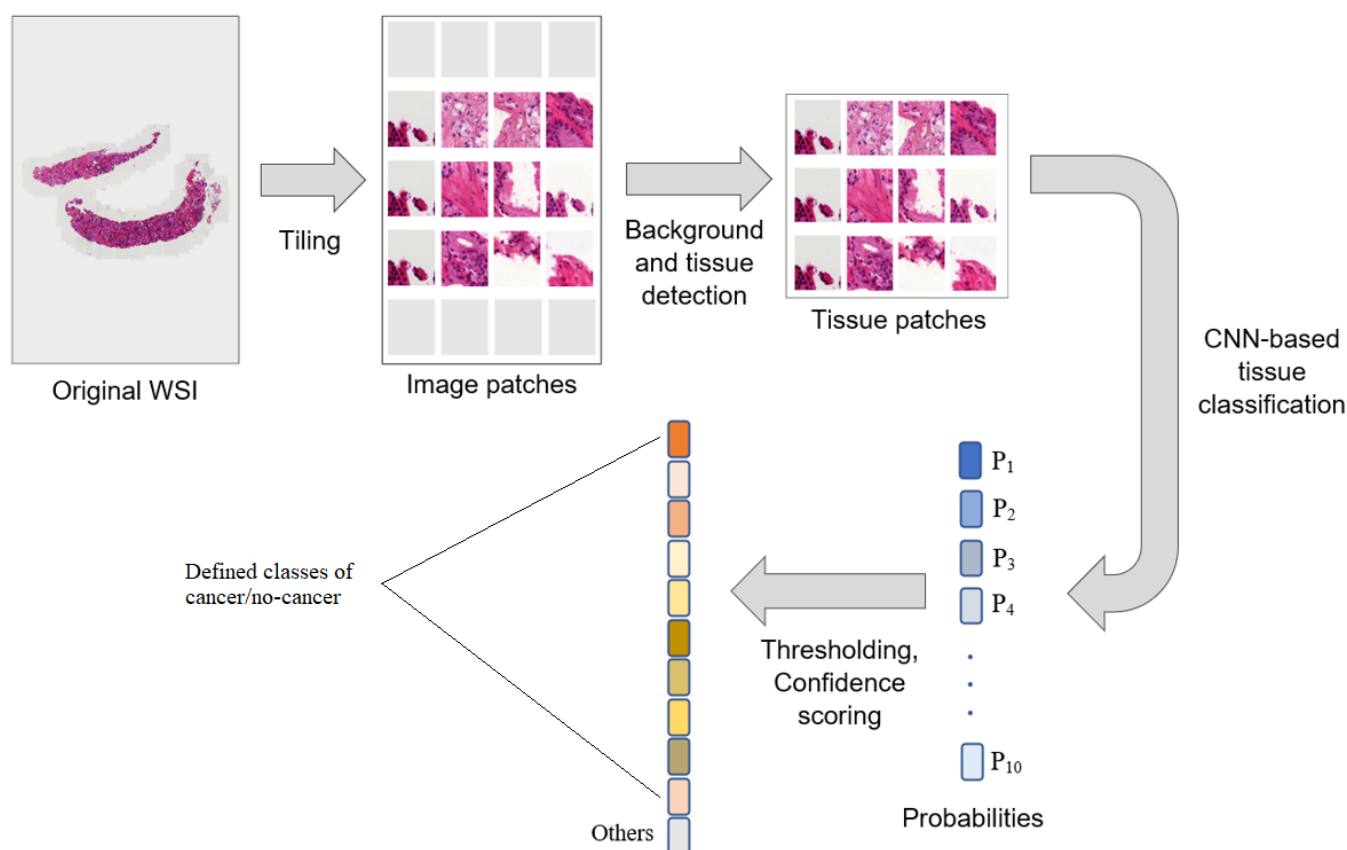 Original WSI
Tiling
Image patches
Background
and tissue
detection
Tissue patches
CNN-based
tissue
classification
P₁
P₂
P₃
P₄
P₁₀
Probabilities
Thresholding,
Confidence
scoring
Defined classes of
cancer/no-cancer
Others